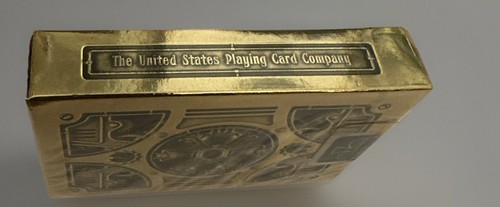 The United States Playing Card Company